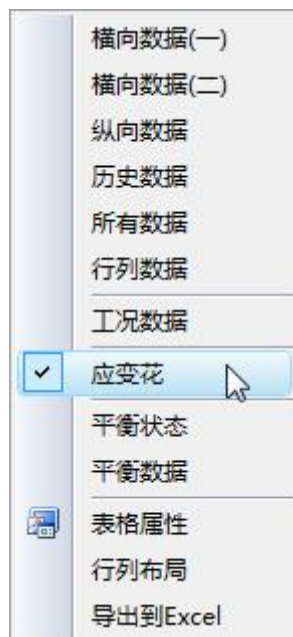 横向数据(一)
横向数据(二)
纵向数据
历史数据
所有数据
行列数据
工况数据
应变花
平衡状态
平衡数据
表格属性
行列布局
导出到Excel